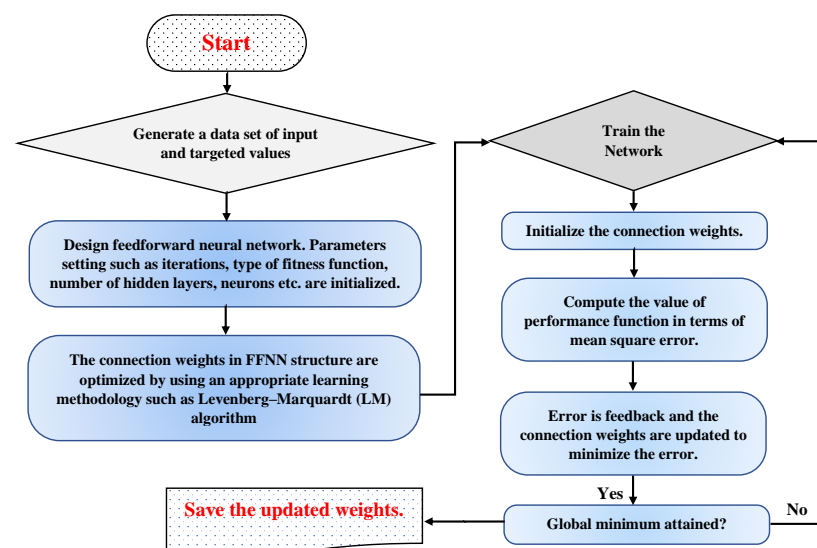 Start
Generate a data set of input
and targeted values
Design feedforward neural network. Parameters
setting such as iterations, type of fitness function,
number of hidden layers, neurons etc. are initialized.
The connection weights in FFNN structure are
optimized by using an appropriate learning
methodology such as Levenberg–Marquardt (LM)
algorithm
Train the
Network
Initialize the connection weights.
Compute the value of
performance function in terms of
mean square error.
Error is feedback and the
connection weights are updated to
minimize the error.
Yes
Global minimum attained?
No
Save the updated weights.